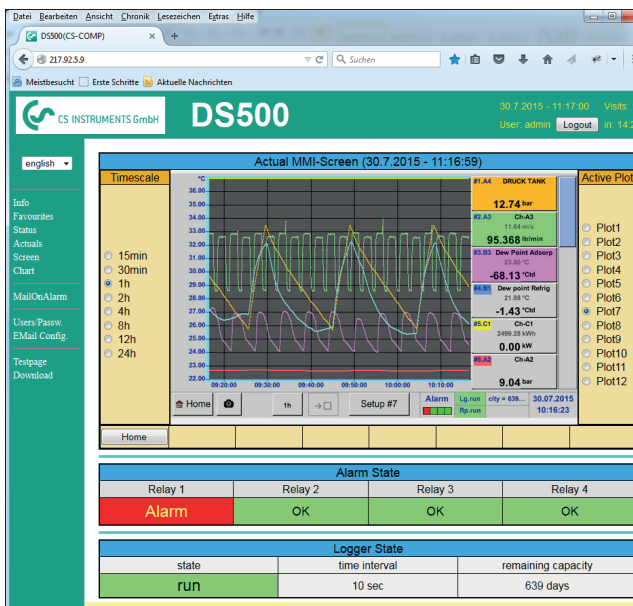 Datei Bearbeiten Ansicht Chronik Lesezeichen Extras Hilfe
DS500(CS-COMP) × +
217.92.5.9
Suchen
Meistbesucht Erste Schritte Aktuelle Nachrichten
CS INSTRUMENTS GmbH
DS500
30.7.2015 - 11:17:00 Visits:
User: admin Logout in: 14:2
english
Info
Favourites
Status
Actuals
Screen
Chart
MailOnAlarm
Users/Passw.
EMail Config.
Testpage
Download
Actual MMI-Screen (30.7.2015 - 11:16:59)
Timescale
15min
30min
1h
2h
4h
8h
12h
24h
°C
36.00
35.00
34.00
33.00
32.00
31.00
30.00
29.00
28.00
27.00
26.00
25.00
24.00
23.00
22.00
09:20:00 09:30:00 09:40:00 09:50:00 10:00:00 10:10:00
#1.A4 DRUCK TANK
12.74 bar
#2.A3 Ch-A3
11.64 m/s
95.368 ltr/min
#3.B3 Dew Point Adsorp
23.80 °C
-68.13 °Ctd
#4.B1 Dew point Refrig
21.88 °C
-1.43 °Ctd
#5.C1 Ch-C1
2499.28 kWh
0.00 kW
#6.A2 Ch-A2
9.04 bar
Home 1h Setup #7
Alarm
Lg.run
Rp.run
city = 639...
30.07.2015
10:16:23
Active Plot
Plot1
Plot2
Plot3
Plot4
Plot5
Plot6
Plot7
Plot8
Plot9
Plot10
Plot11
Plot12
Home
Alarm State
Relay 1 Relay 2 Relay 3 Relay 4
Alarm OK OK OK
Logger State
state time interval remaining capacity
run 10 sec 639 days